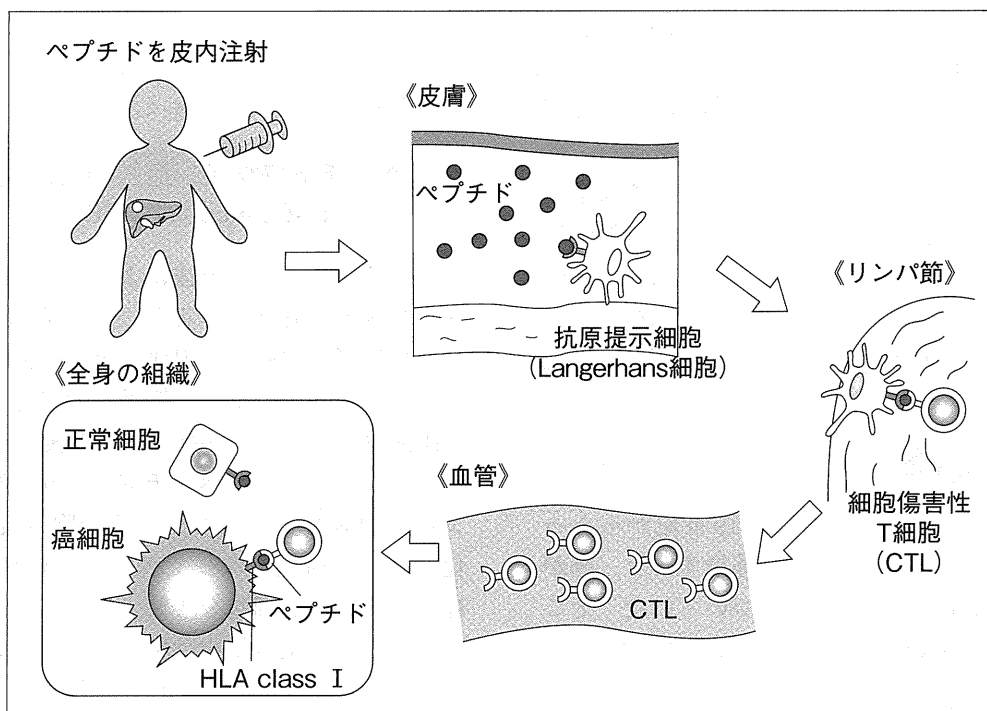 ペプチドを皮内注射
《皮膚》
ペプチド
抗原提示細胞
（Langerhans細胞）
《リンパ節》
細胞傷害性
T細胞
（CTL）
《血管》
CTL
《全身の組織》
正常細胞
癌細胞
ペプチド
HLA class Ⅰ